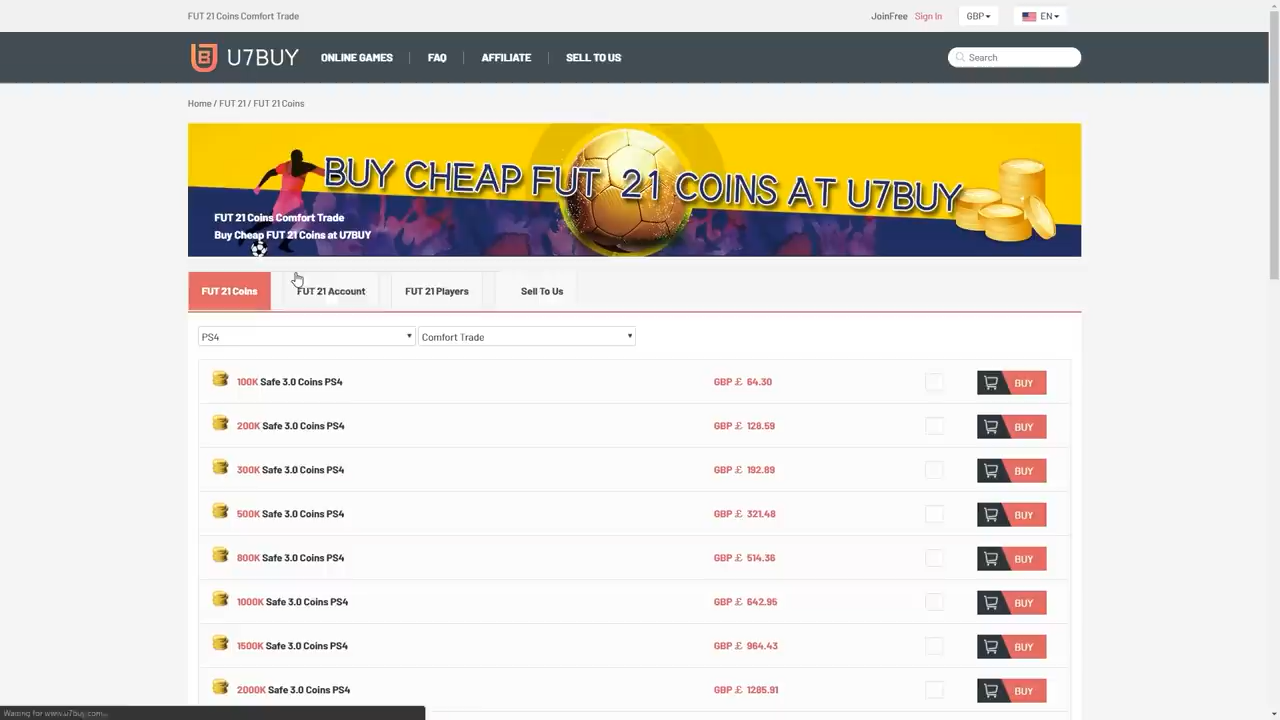 FUT 21 Coins Comfort Trade
JoinFree Sign In GBP EN
U7BUY ONLINE GAMES FAQ AFFILIATE SELL TO US Search
Home / FUT 21 / FUT 21 Coins
BUY CHEAP FUT 21 COINS AT U7BUY
FUT 21 Coins Comfort Trade
Buy Cheap FUT 21 Coins at U7BUY
FUT 21 Coins FUT 21 Account FUT 21 Players Sell To Us
PS4 Comfort Trade
100K Safe 3.0 Coins PS4 GBP £ 64.30 BUY
200K Safe 3.0 Coins PS4 GBP £ 128.59 BUY
300K Safe 3.0 Coins PS4 GBP £ 192.89 BUY
500K Safe 3.0 Coins PS4 GBP £ 321.48 BUY
800K Safe 3.0 Coins PS4 GBP £ 514.36 BUY
1000K Safe 3.0 Coins PS4 GBP £ 642.95 BUY
1500K Safe 3.0 Coins PS4 GBP £ 964.43 BUY
2000K Safe 3.0 Coins PS4 GBP £ 1285.91 BUY
Waiting for www.u7buy.com...